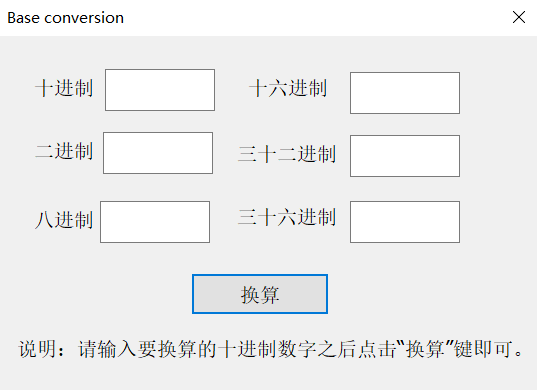 Base conversion
十进制 十六进制
二进制 三十二进制
八进制 三十六进制
换算
说明：请输入要换算的十进制数字之后点击“换算”键即可。